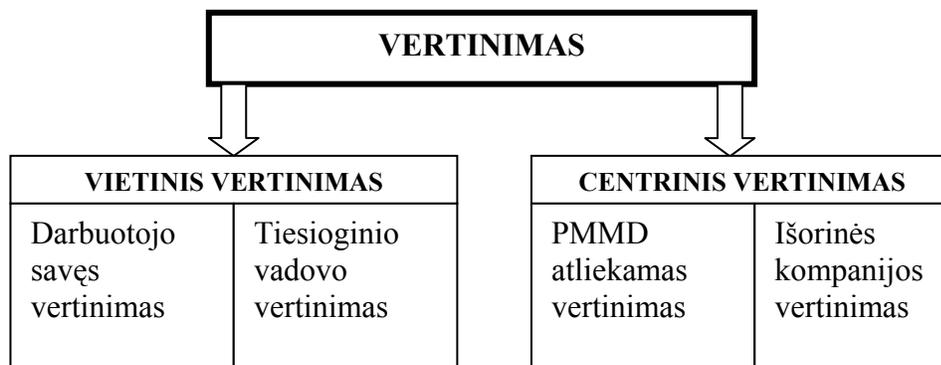 VERTINIMAS
VIETINIS VERTINIMAS
Darbuotojo
savęs
vertinimas
Tiesioginio
vadovo
vertinimas
CENTRINIS VERTINIMAS
PMMD
atliekamas
vertinimas
Išorinės
kompanijos
vertinimas